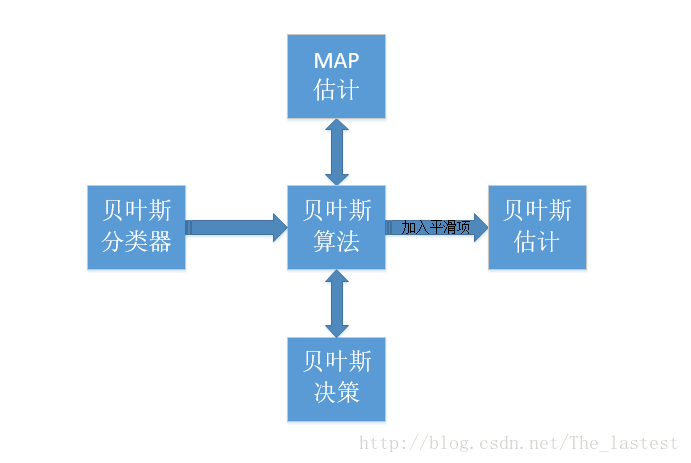 MAP
估计
贝叶斯
分类器
贝叶斯
算法
加入平滑项
贝叶斯
估计
贝叶斯
决策
http://blog.csdn.net/The_lastest